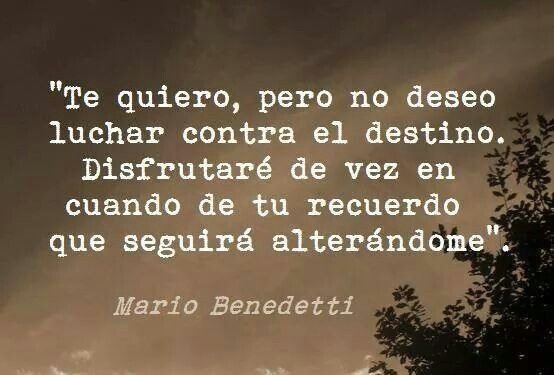 "Te quiero, pero no deseo
luchar contra el destino.
Disfrutaré de vez en
cuando de tu recuerdo
que seguirá alterándome".
Mario Benedetti